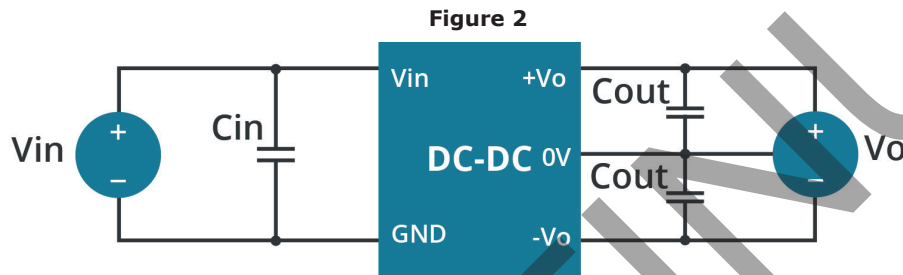 Figure 2
Vin
+Vo
Cout
Cin
+
+
Vin
DC-DC
0V
Vo
–
Cout
–
GND
-Vo